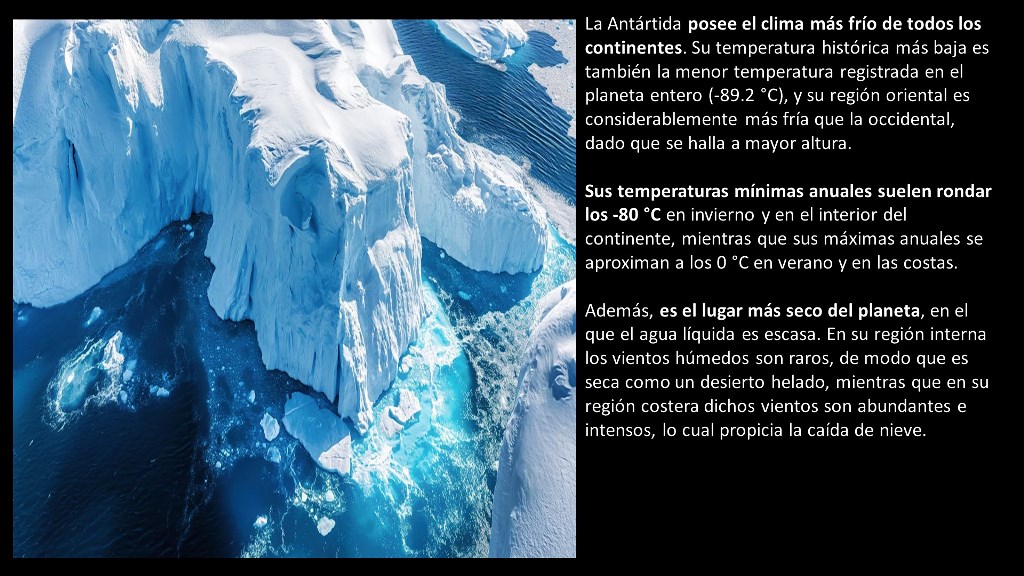 La Antártida posee el clima más frío de todos los
continentes. Su temperatura histórica más baja es
también la menor temperatura registrada en el
planeta entero (-89.2 °C), y su región oriental es
considerablemente más fría que la occidental,
dado que se halla a mayor altura.
Sus temperaturas mínimas anuales suelen rondar
los -80 °C en invierno y en el interior del
continente, mientras que sus máximas anuales se
aproximan a los 0 °C en verano y en las costas.
Además, es el lugar más seco del planeta, en el
que el agua líquida es escasa. En su región interna
los vientos húmedos son raros, de modo que es
seca como un desierto helado, mientras que en su
región costera dichos vientos son abundantes e
intensos, lo cual propicia la caída de nieve.